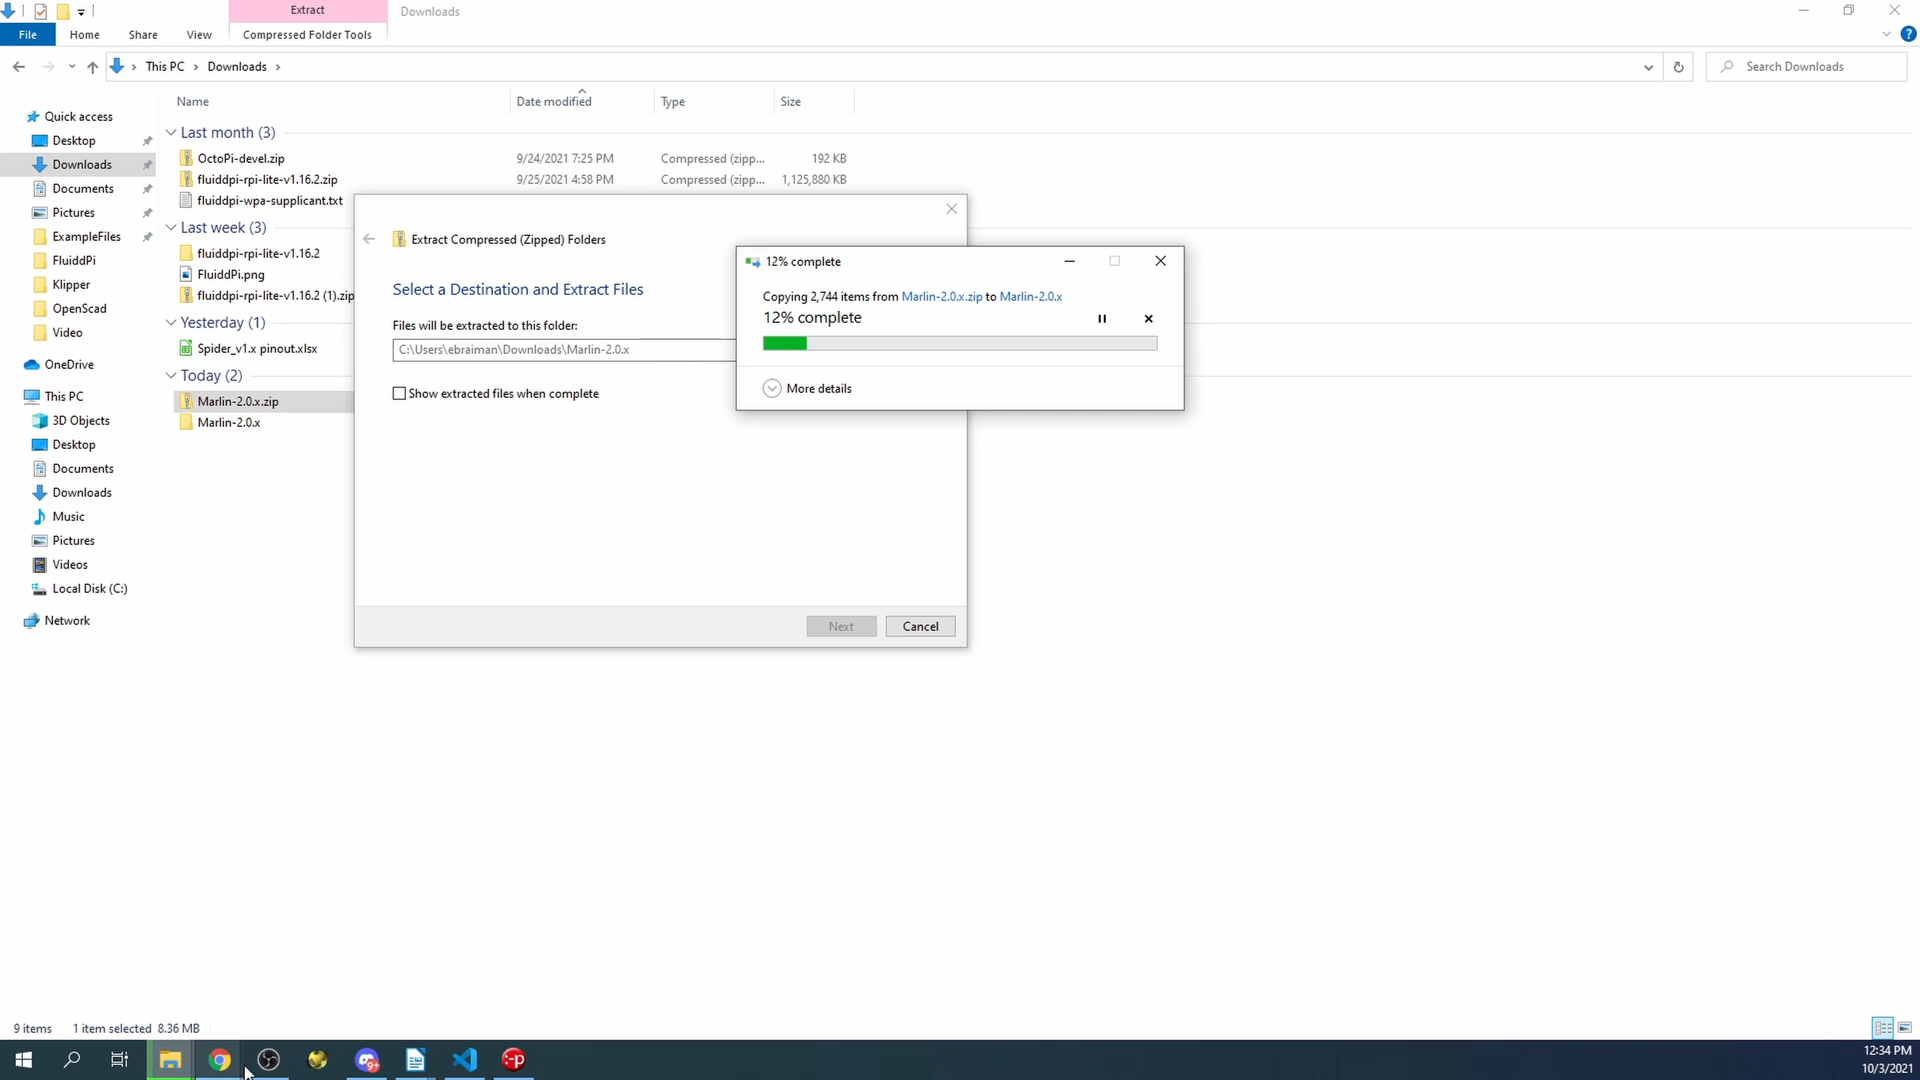 Extract
Downloads
File
Home
Share
View
Compressed Folder Tools
This PC
Downloads
Search Downloads
Name
Date modified
Type
Size
Quick access
Desktop
Downloads
Documents
Pictures
ExampleFiles
FluiddPi
Klipper
OpenScad
Video
OneDrive
This PC
3D Objects
Desktop
Documents
Downloads
Music
Pictures
Videos
Local Disk (C:)
Network
Last month (3)
OctoPi-devel.zip 9/24/2021 7:25 PM Compressed (zipp... 192 KB
fluiddpi-rpi-lite-v1.16.2.zip 9/25/2021 4:58 PM Compressed (zipp... 1,125,880 KB
fluiddpi-wpa-supplicant.txt
Last week (3)
fluiddpi-rpi-lite-v1.16.2
FluiddPi.png
fluiddpi-rpi-lite-v1.16.2 (1).zip
Yesterday (1)
Spider_v1.x pinout.xlsx
Today (2)
Marlin-2.0.x.zip
Marlin-2.0.x
Extract Compressed (Zipped) Folders
Select a Destination and Extract Files
Files will be extracted to this folder:
C:\Users\ebraiman\Downloads\Marlin-2.0.x
Show extracted files when complete
Next
Cancel
12% complete
Copying 2,744 items from Marlin-2.0.x.zip to Marlin-2.0.x
12% complete
More details
9 items
1 item selected 8.36 MB
9+
:-p
12:34 PM
10/3/2021